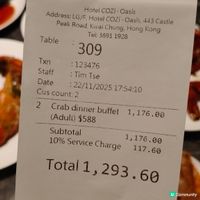 Hotel COZi · Oasis
Address: LG/F, Hotel COZi · Oasis, 443 Castle
Peak Road, Kwai Chung, Hong Kong
Tel: 3691 1928
Table : 309
Txn : 123476
Staff : Tim Tse
Date : 22/11/2025 17:54:10
Cus count: 2
2 Crab dinner buffet 1,176.00
(Adult) $588
Subtotal 1,176.00
10% Service Charge 117.60
Total 1,293.60